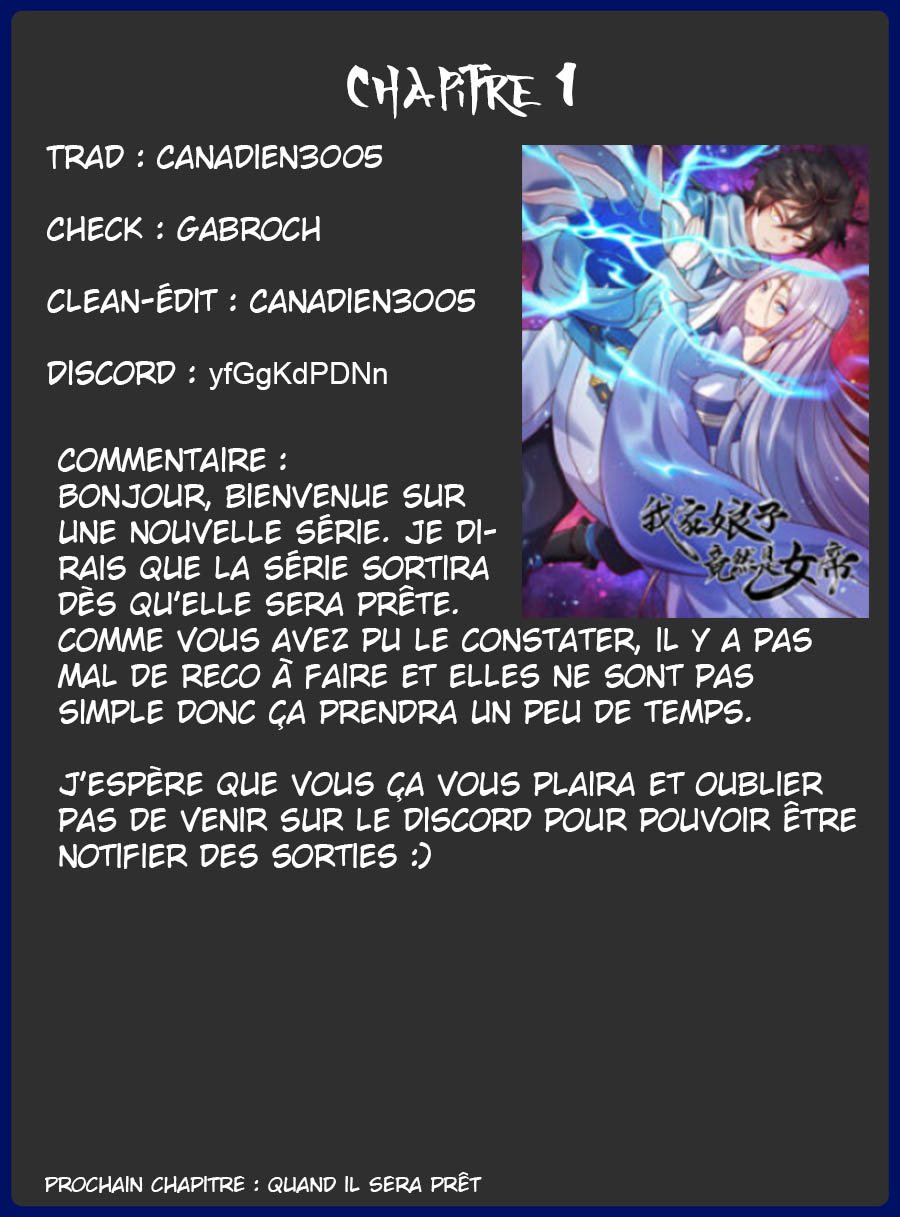 CHAPITRE 1
TRAD : CANADIEN3005
CHECK : GABROCH
CLEAN-ÉDIT : CANADIEN3005
DISCORD : yfGgKdPDNn
我家娘子
竟然是女帝
COMMENTAIRE :
BONJOUR, BIENVENUE SUR
UNE NOUVELLE SÉRIE. JE DI-
RAIS QUE LA SÉRIE SORTIRA
DÈS QU'ELLE SERA PRÊTE.
COMME VOUS AVEZ PU LE CONSTATER, IL Y A PAS
MAL DE RECO À FAIRE ET ELLES NE SONT PAS
SIMPLE DONC ÇA PRENDRA UN PEU DE TEMPS.
J'ESPÈRE QUE VOUS ÇA VOUS PLAIRA ET OUBLIER
PAS DE VENIR SUR LE DISCORD POUR POUVOIR ÊTRE
NOTIFIER DES SORTIES :)
PROCHAIN CHAPITRE : QUAND IL SERA PRÊT